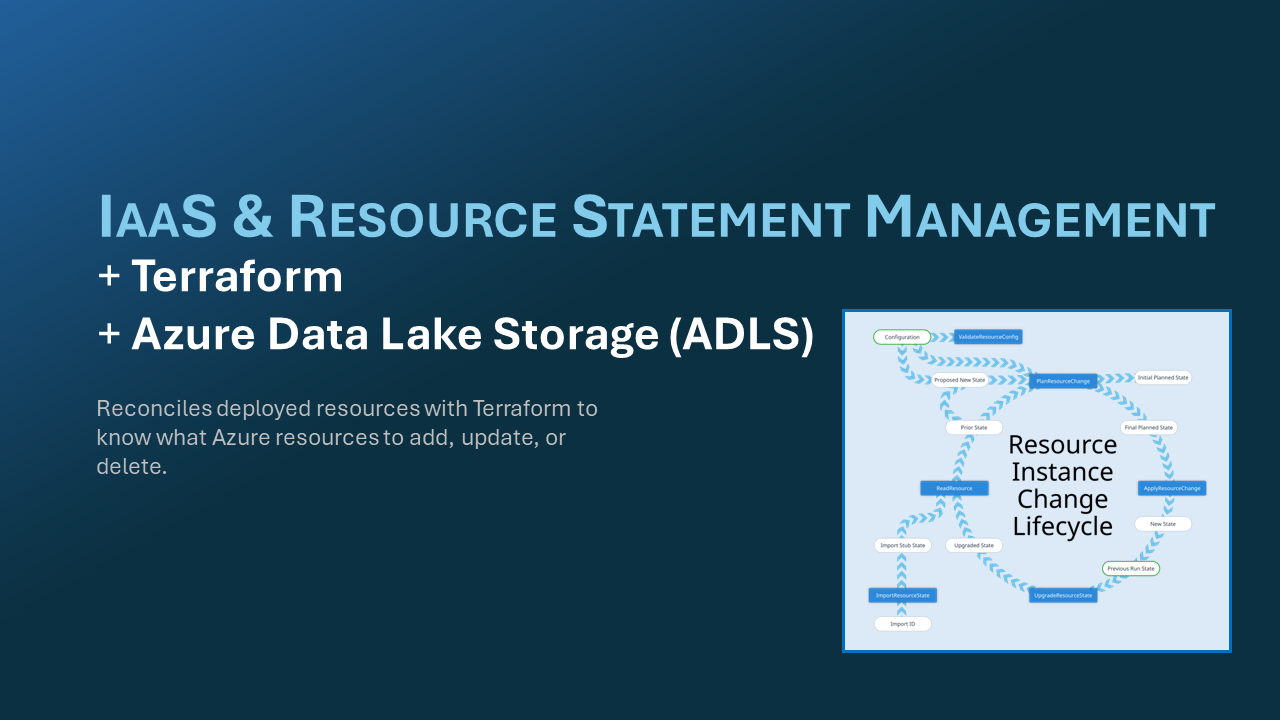 IAAS & RESOURCE STATEMENT MANAGEMENT
+ Terraform
+ Azure Data Lake Storage (ADLS)
Reconciles deployed resources with Terraform to
know what Azure resources to add, update, or
delete.
Configuration
ValidateResourceConfig
Proposed New State
PlanResourceChange
Initial Planned State
Prior State
Final Planned State
Resource
Instance
Change
Lifecycle
ReadResource
ApplyResourceChange
New State
Import Stub State
Upgraded State
Previous Run State
ImportResourceState
UpgradeResourceState
Import ID